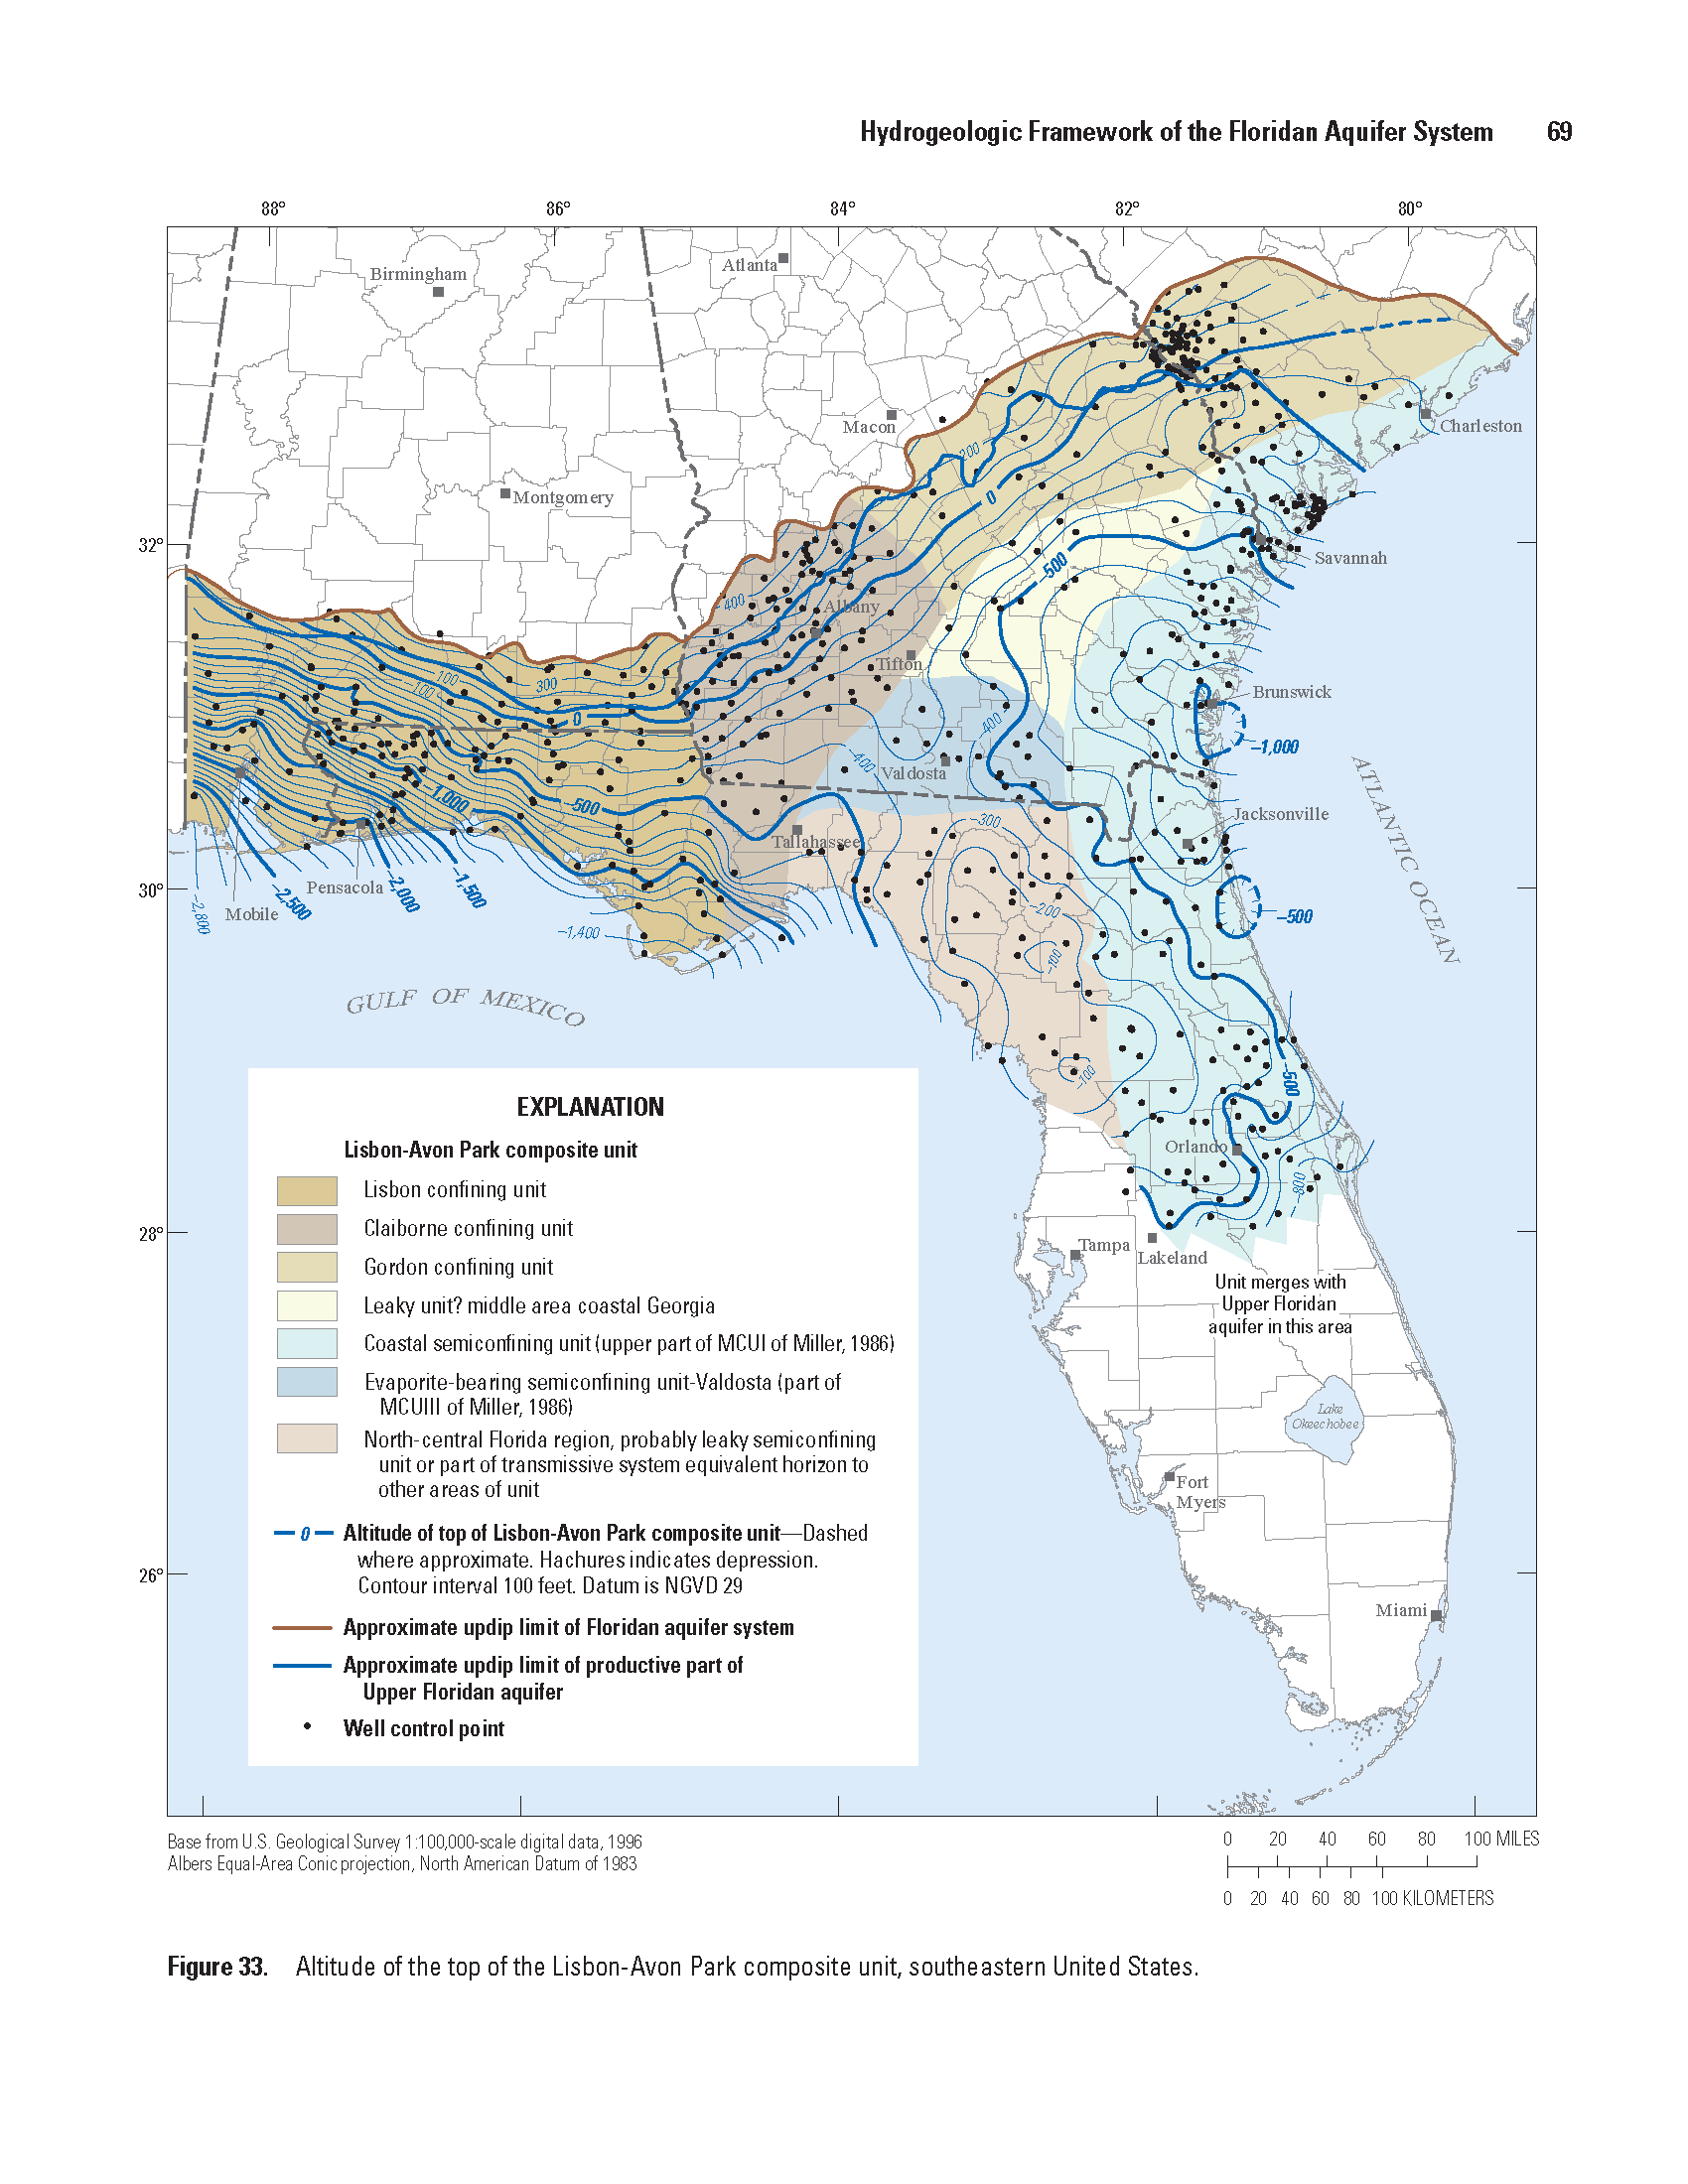 Hydrogeologic Framework of the Floridan Aquifer System 69
88° 86° 84° 82° 80°
Birmingham
Atlanta
Macon
200
Charleston
Montgomery
0
32°
Savannah
–500
400
Albany
Tifton
100
100
300
Brunswick
0
–400
–1,000
–400
Valdosta
–1,000
–500
–300
Jacksonville
Tallahassee
30°
Pensacola
–2,800
–2,500
–2,000
–1,500
Mobile
–200
–500
–1,400
–100
ATLANTIC OCEAN
GULF OF MEXICO
–100
–500
Orlando
–800
28°
Tampa
Lakeland
Unit merges with
Upper Floridan
aquifer in this area
Lake
Okeechobee
Fort
Myers
26°
Miami
EXPLANATION
Lisbon-Avon Park composite unit
Lisbon confining unit
Claiborne confining unit
Gordon confining unit
Leaky unit? middle area coastal Georgia
Coastal semiconfining unit (upper part of MCUI of Miller, 1986)
Evaporite-bearing semiconfining unit-Valdosta (part of
MCUIII of Miller, 1986)
North-central Florida region, probably leaky semiconfining
unit or part of transmissive system equivalent horizon to
other areas of unit
0 Altitude of top of Lisbon-Avon Park composite unit—Dashed
where approximate. Hachures indicates depression.
Contour interval 100 feet. Datum is NGVD 29
Approximate updip limit of Floridan aquifer system
Approximate updip limit of productive part of
Upper Floridan aquifer
Well control point
Base from U.S. Geological Survey 1:100,000-scale digital data, 1996
Albers Equal-Area Conic projection, North American Datum of 1983
0 20 40 60 80 100 MILES
0 20 40 60 80 100 KILOMETERS
Figure 33. Altitude of the top of the Lisbon-Avon Park composite unit, southeastern United States.